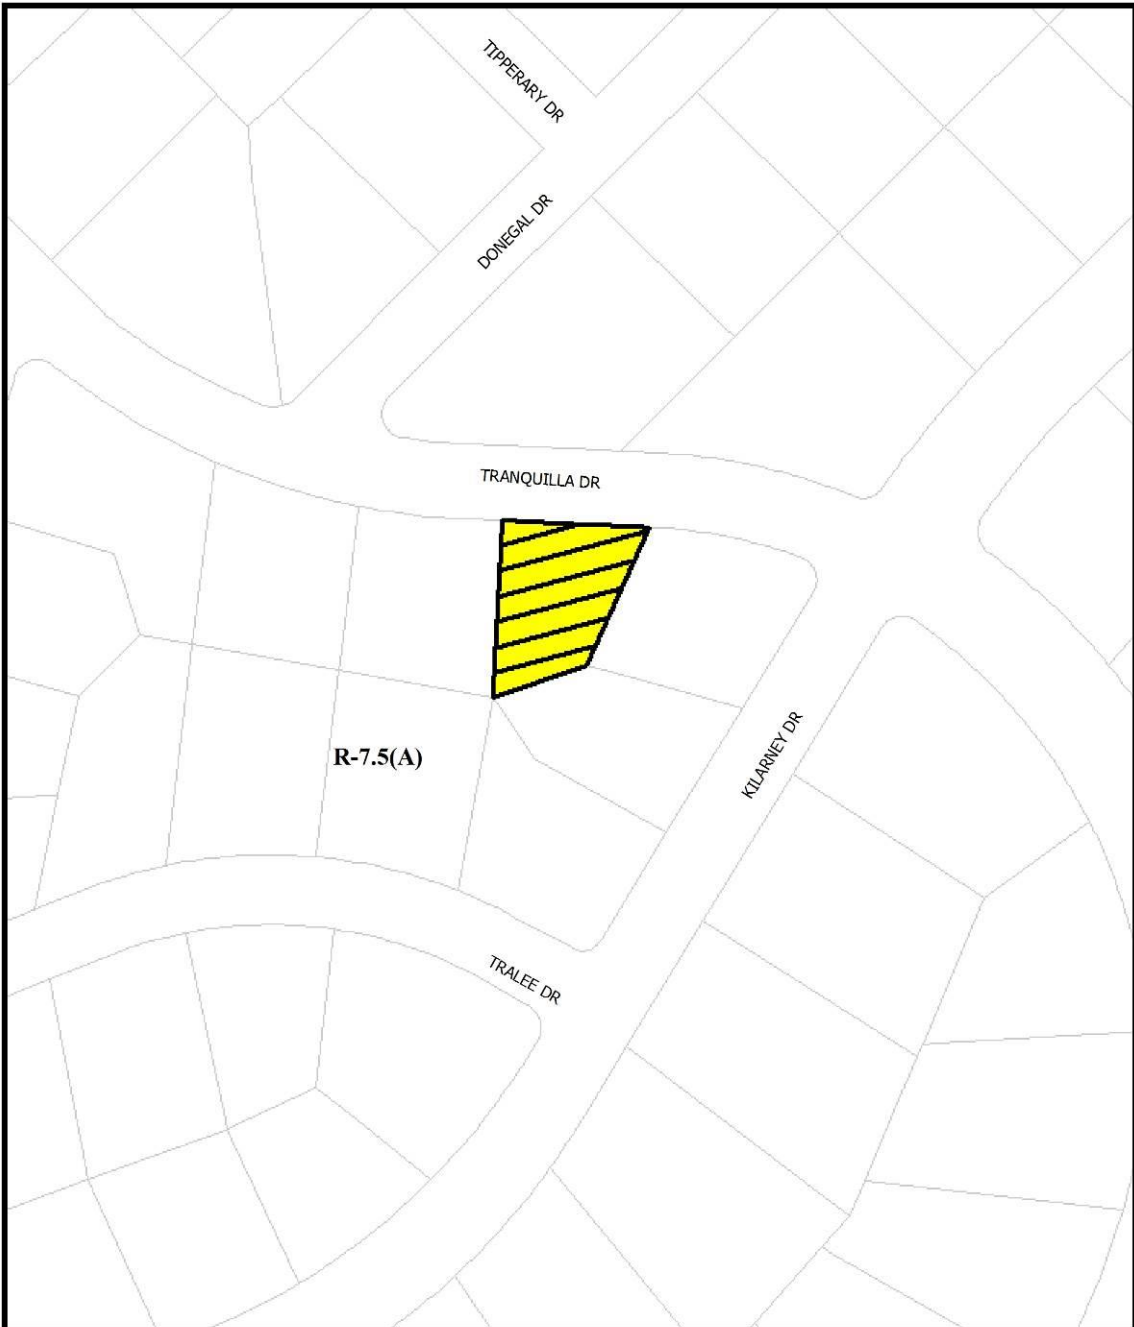 TIPPERARY DR
DONEGAL DR
TRANQUILLA DR
KILARNEY DR
R-7.5(A)
TRALEE DR